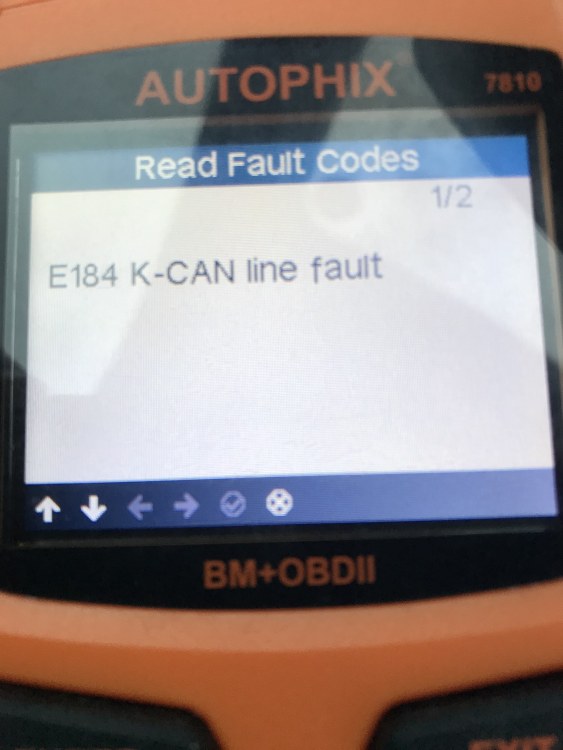 AUTOPHIX 7810
Read Fault Codes
1/2
E184 K-CAN line fault
BM+OBDII